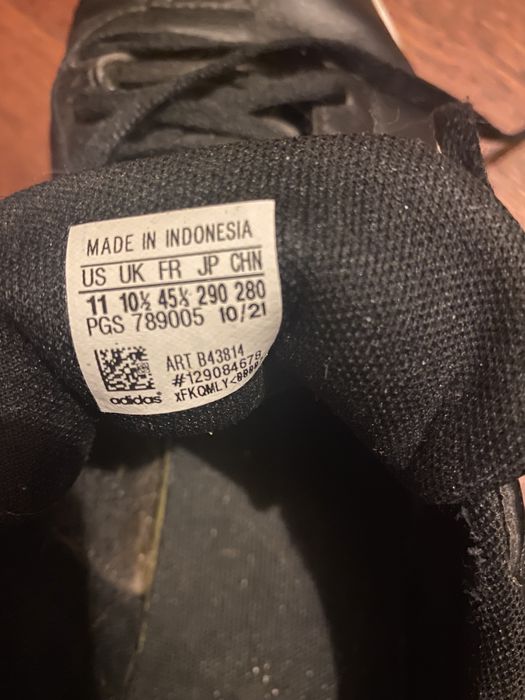 MADE IN INDONESIA
US UK FR JP CHN
11 10½ 45⅓ 290 280
PGS 789005 10/21
ART B43814
#129084678
adidas